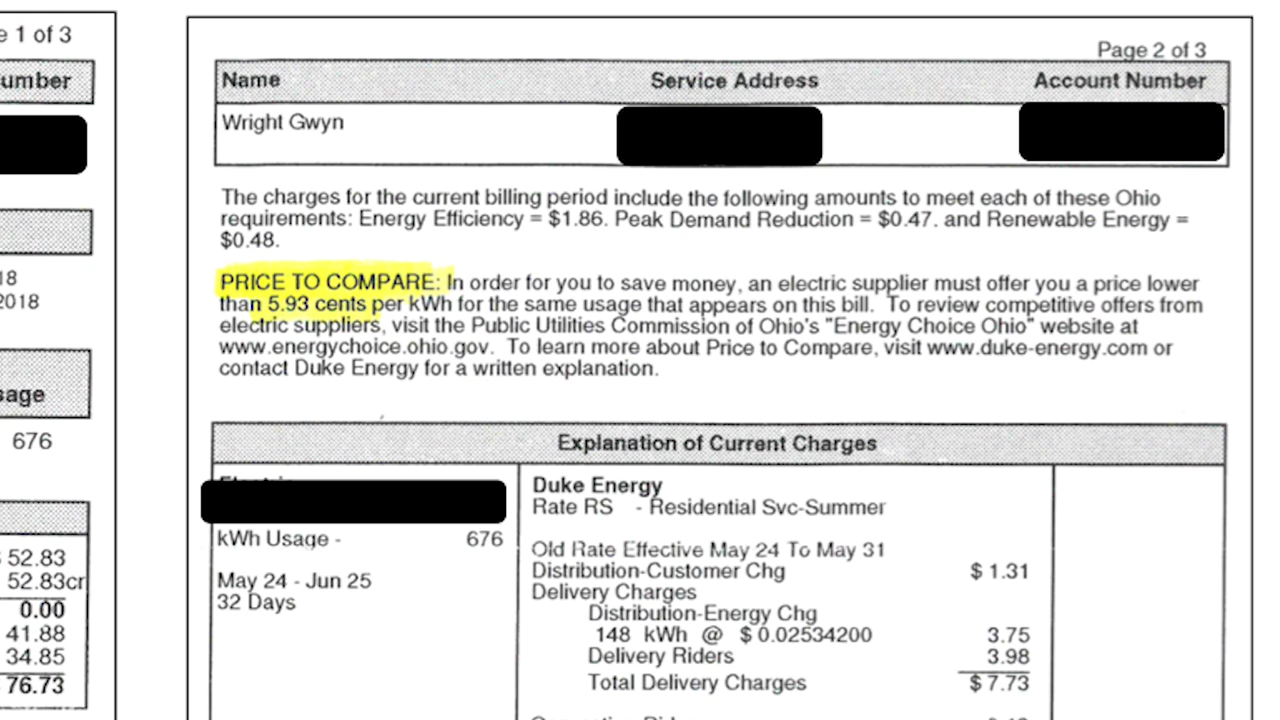 e 1 of 3
umber
18
2018
sage
676
52.83
52.83cr
0.00
41.88
34.85
76.73
Page 2 of 3
Name Service Address Account Number
Wright Gwyn
The charges for the current billing period include the following amounts to meet each of these Ohio
requirements: Energy Efficiency = $1.86. Peak Demand Reduction = $0.47. and Renewable Energy =
$0.48.
PRICE TO COMPARE: In order for you to save money, an electric supplier must offer you a price lower
than 5.93 cents per kWh for the same usage that appears on this bill. To review competitive offers from
electric suppliers, visit the Public Utilities Commission of Ohio's "Energy Choice Ohio" website at
www.energychoice.ohio.gov. To learn more about Price to Compare, visit www.duke-energy.com or
contact Duke Energy for a written explanation.
Explanation of Current Charges
kWh Usage - 676
May 24 - Jun 25
32 Days
Duke Energy
Rate RS - Residential Svc-Summer
Old Rate Effective May 24 To May 31
Distribution-Customer Chg $ 1.31
Delivery Charges
Distribution-Energy Chg
148 kWh @ $ 0.02534200 3.75
Delivery Riders 3.98
Total Delivery Charges $ 7.73